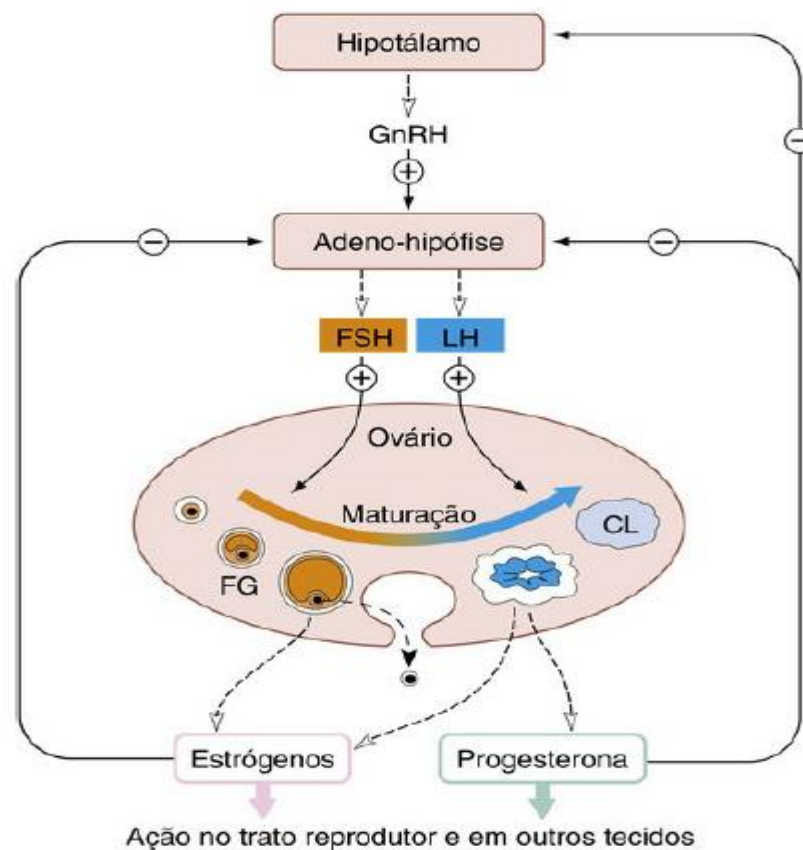 Hipotálamo
GnRH
+
−
Adeno-hipófise
−
−
FSH LH
+ +
Ovário
Maturação
CL
FG
Estrógenos Progesterona
Ação no trato reprodutor e em outros tecidos